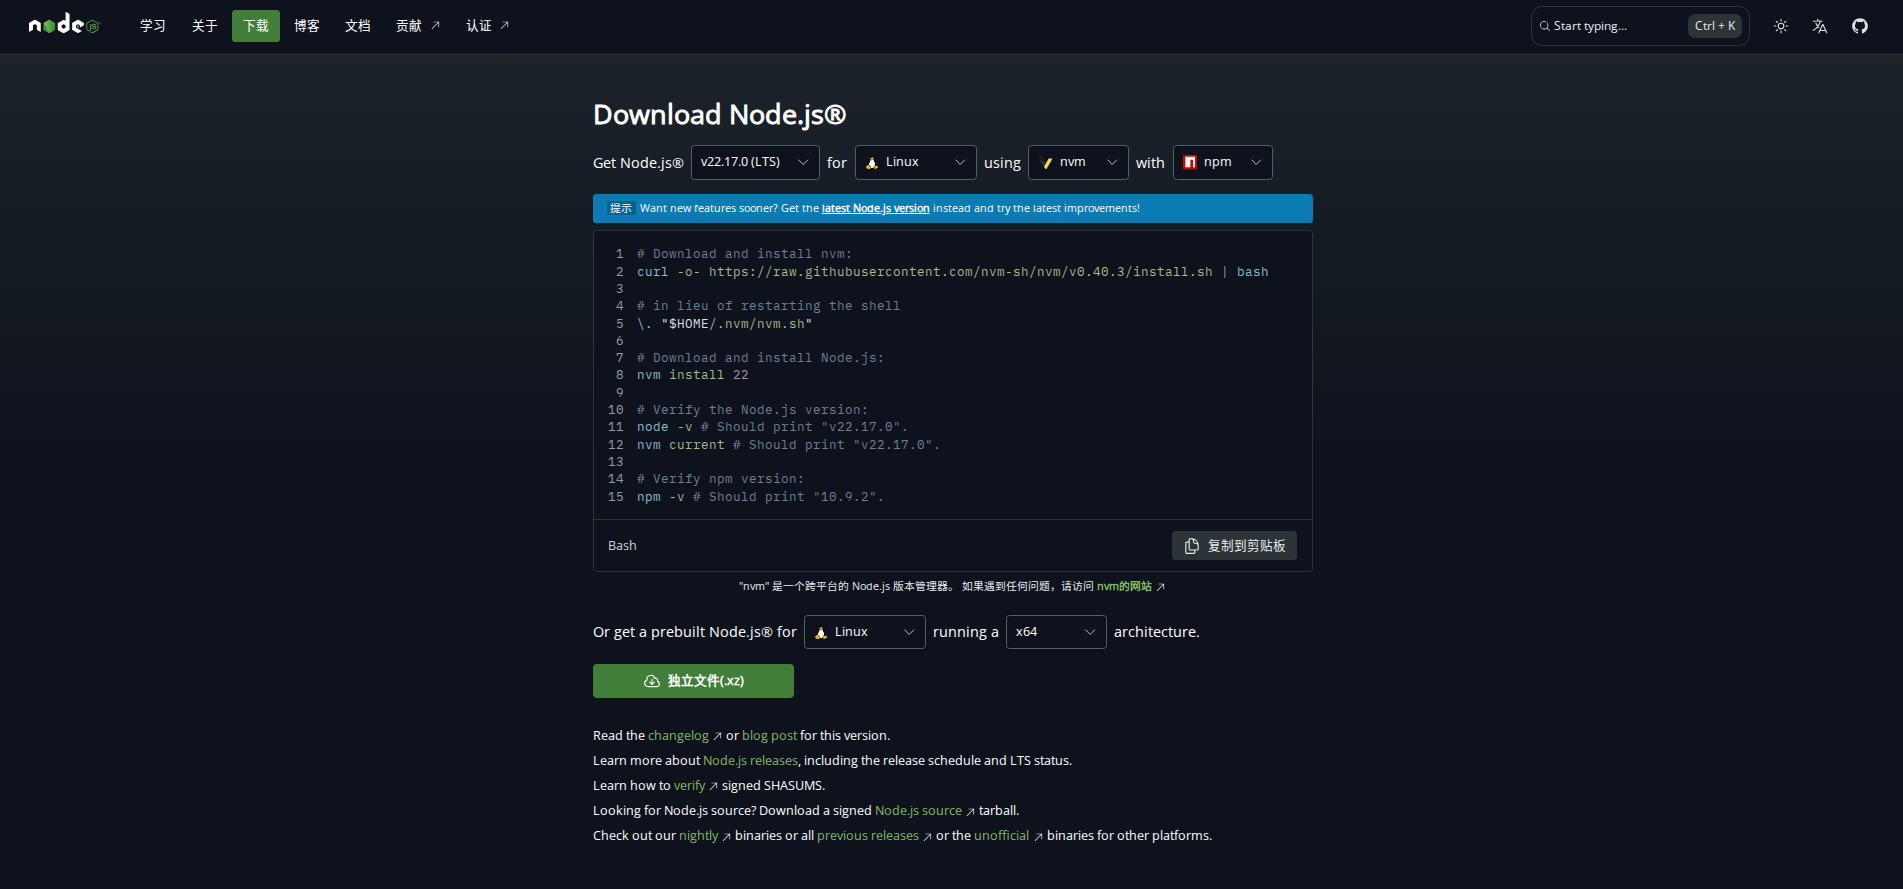 node JS 学习 关于 下载 博客 文档 贡献 认证 Start typing... Ctrl + K
Download Node.js®
Get Node.js® v22.17.0 (LTS) for Linux using nvm with npm
提示 Want new features sooner? Get the latest Node.js version instead and try the latest improvements!
1 # Download and install nvm:
2 curl -o- https://raw.githubusercontent.com/nvm-sh/nvm/v0.40.3/install.sh | bash
3
4 # in lieu of restarting the shell
5 \. "$HOME/.nvm/nvm.sh"
6
7 # Download and install Node.js:
8 nvm install 22
9
10 # Verify the Node.js version:
11 node -v # Should print "v22.17.0".
12 nvm current # Should print "v22.17.0".
13
14 # Verify npm version:
15 npm -v # Should print "10.9.2".
Bash 复制到剪贴板
"nvm" 是一个跨平台的 Node.js 版本管理器。 如果遇到任何问题，请访问 nvm的网站
Or get a prebuilt Node.js® for Linux running a x64 architecture.
独立文件(.xz)
Read the changelog or blog post for this version.
Learn more about Node.js releases, including the release schedule and LTS status.
Learn how to verify signed SHASUMS.
Looking for Node.js source? Download a signed Node.js source tarball.
Check out our nightly binaries or all previous releases or the unofficial binaries for other platforms.